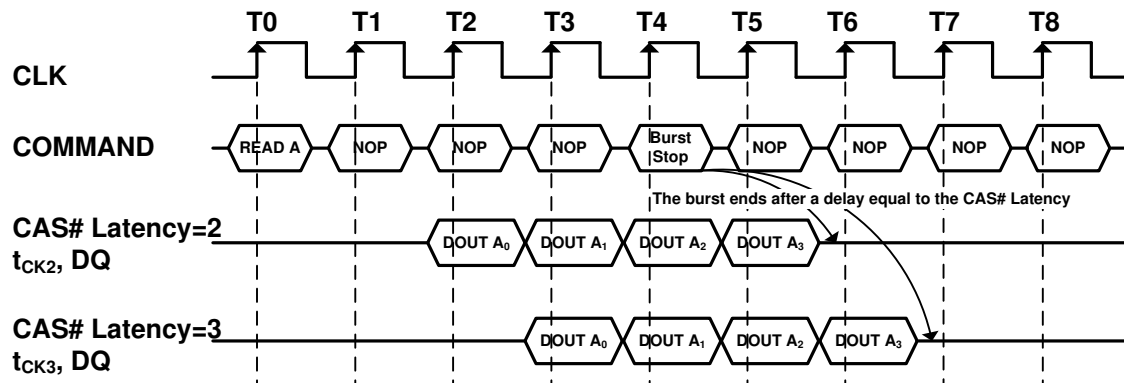 T0 T1 T2 T3 T4 T5 T6 T7 T8
CLK
COMMAND
READ A NOP NOP NOP Burst Stop NOP NOP NOP NOP
The burst ends after a delay equal to the CAS# Latency
CAS# Latency=2
tCK2, DQ
DOUT A0 DOUT A1 DOUT A2 DOUT A3
CAS# Latency=3
tCK3, DQ
DOUT A0 DOUT A1 DOUT A2 DOUT A3